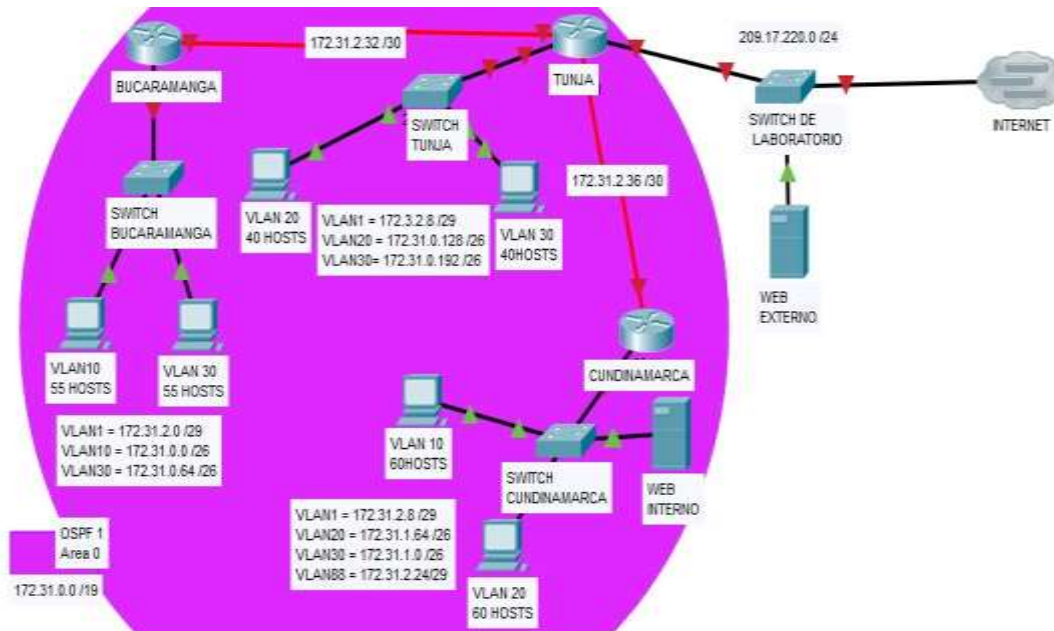 172.31.2.32 /30
209.17.220.0 /24
BUCARAMANGA
TUNJA
SWITCH
TUNJA
SWITCH DE
LABORATORIO
INTERNET
172.31.2.36 /30
SWITCH
BUCARAMANGA
VLAN 20
40 HOSTS
VLAN1 = 172.3.2.8 /29
VLAN20 = 172.31.0.128 /26
VLAN30= 172.31.0.192 /26
VLAN 30
40HOSTS
WEB
EXTERNO
VLAN10
55 HOSTS
VLAN 30
55 HOSTS
CUNDINAMARCA
VLAN1 = 172.31.2.0 /29
VLAN10 = 172.31.0.0 /26
VLAN30 = 172.31.0.64 /26
VLAN 10
60HOSTS
SWITCH
CUNDINAMARCA
WEB
INTERNO
VLAN1 = 172.31.2.8 /29
VLAN20 = 172.31.1.64 /26
VLAN30 = 172.31.1.0 /26
VLAN88 = 172.31.2.24/29
OSPF 1
Area 0
172.31.0.0 /19
VLAN 20
60 HOSTS